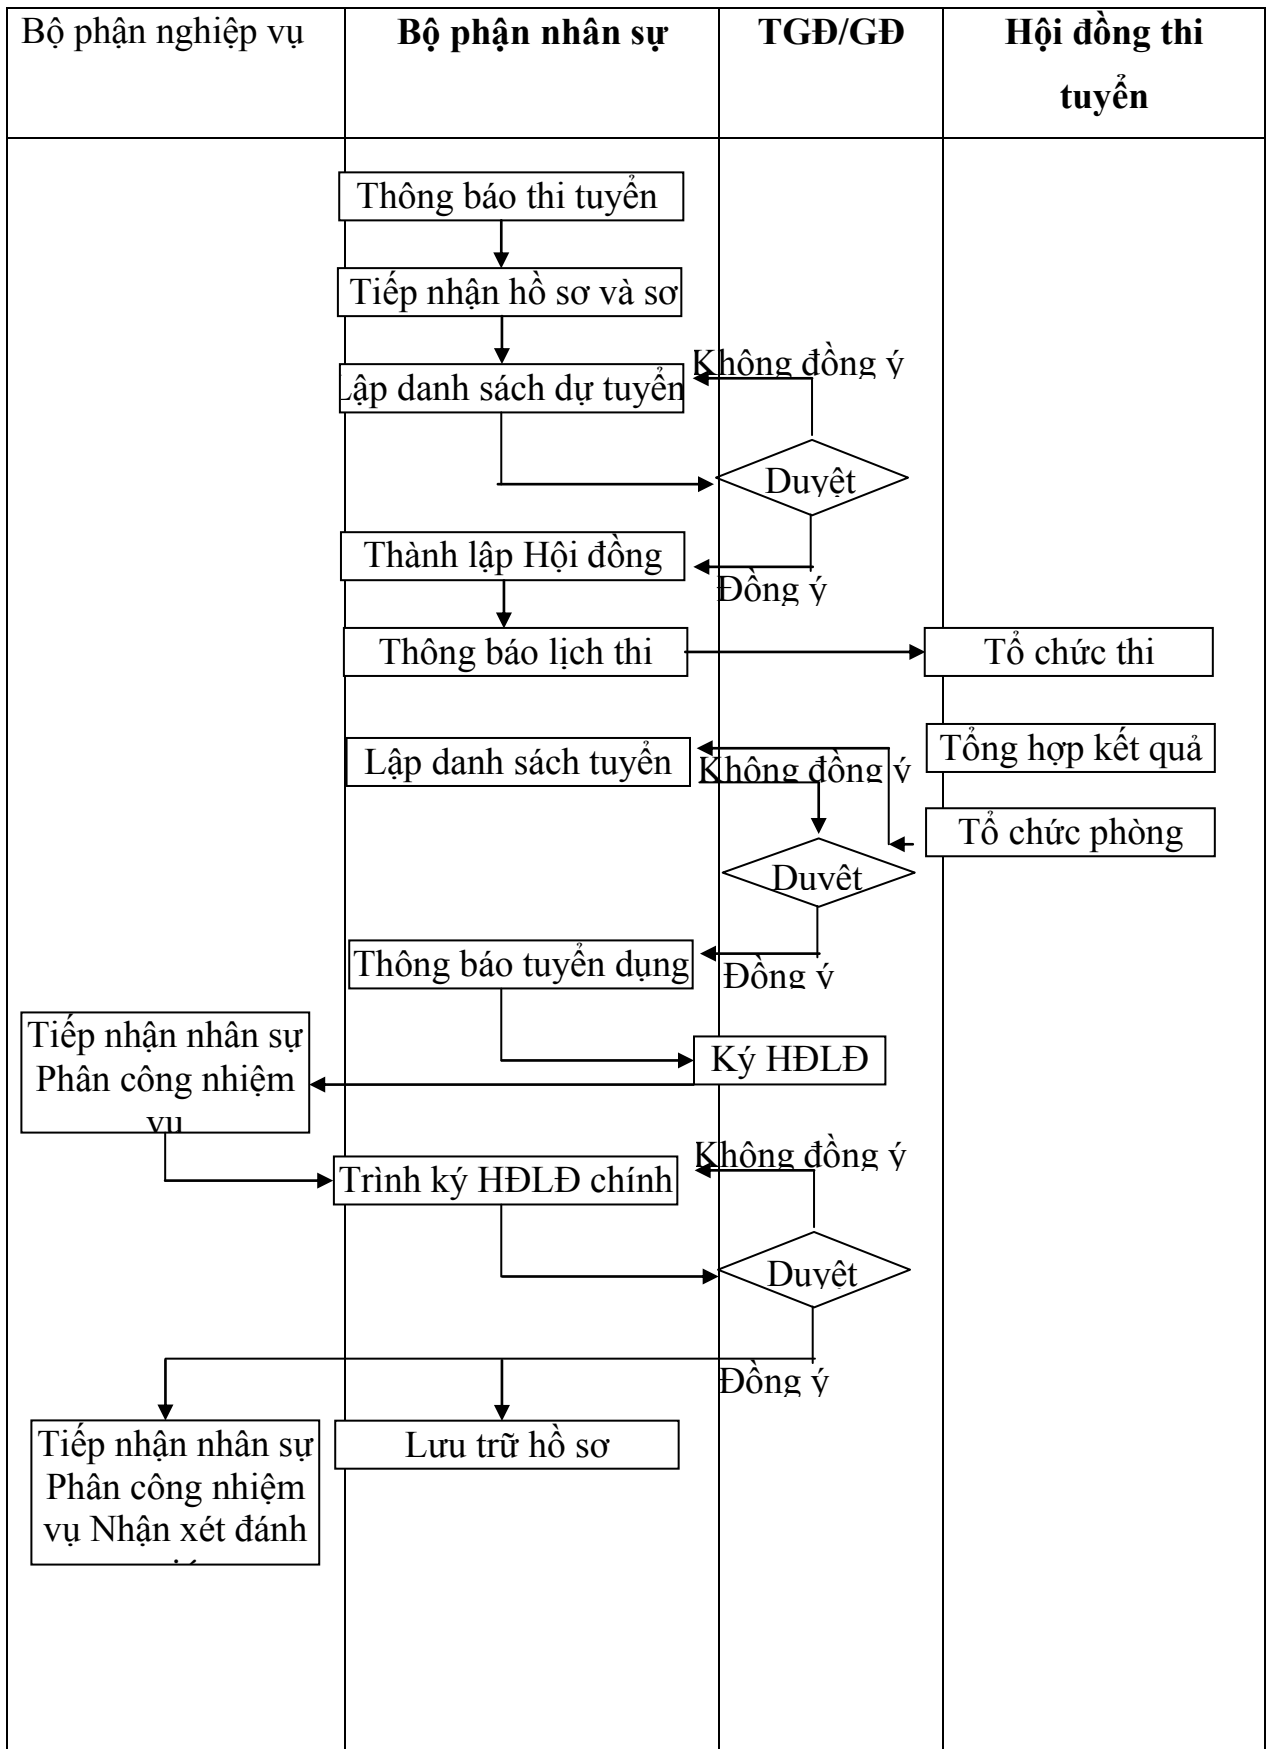 Bộ phận nghiệp vụ
Bộ phận nhân sự
TGĐ/GĐ
Hội đồng thi
tuyển
Thông báo thi tuyển
Tiếp nhận hồ sơ và sơ
Không đồng ý
Lập danh sách dự tuyển
Duyệt
Thành lập Hội đồng
Đồng ý
Thông báo lịch thi
Tổ chức thi
Lập danh sách tuyển
Không đồng ý
Tổng hợp kết quả
Tổ chức phòng
Duyệt
Thông báo tuyển dụng
Đồng ý
Tiếp nhận nhân sự
Phân công nhiệm
vụ
Ký HĐLĐ
Không đồng ý
Trình ký HĐLĐ chính
Duyệt
Đồng ý
Tiếp nhận nhân sự
Phân công nhiệm
vụ Nhận xét đánh
Lưu trữ hồ sơ